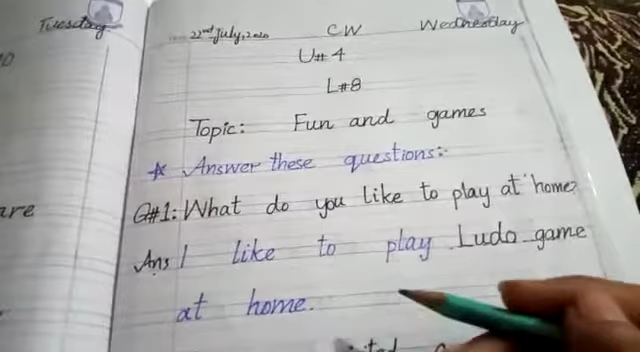 Tuesday
22nd July, 2020 CW Wednesday
U#4
L#8
Topic: Fun and games
* Answer these questions:-
Q#1: What do you like to play at home?
Ans I like to play Ludo game
at home.